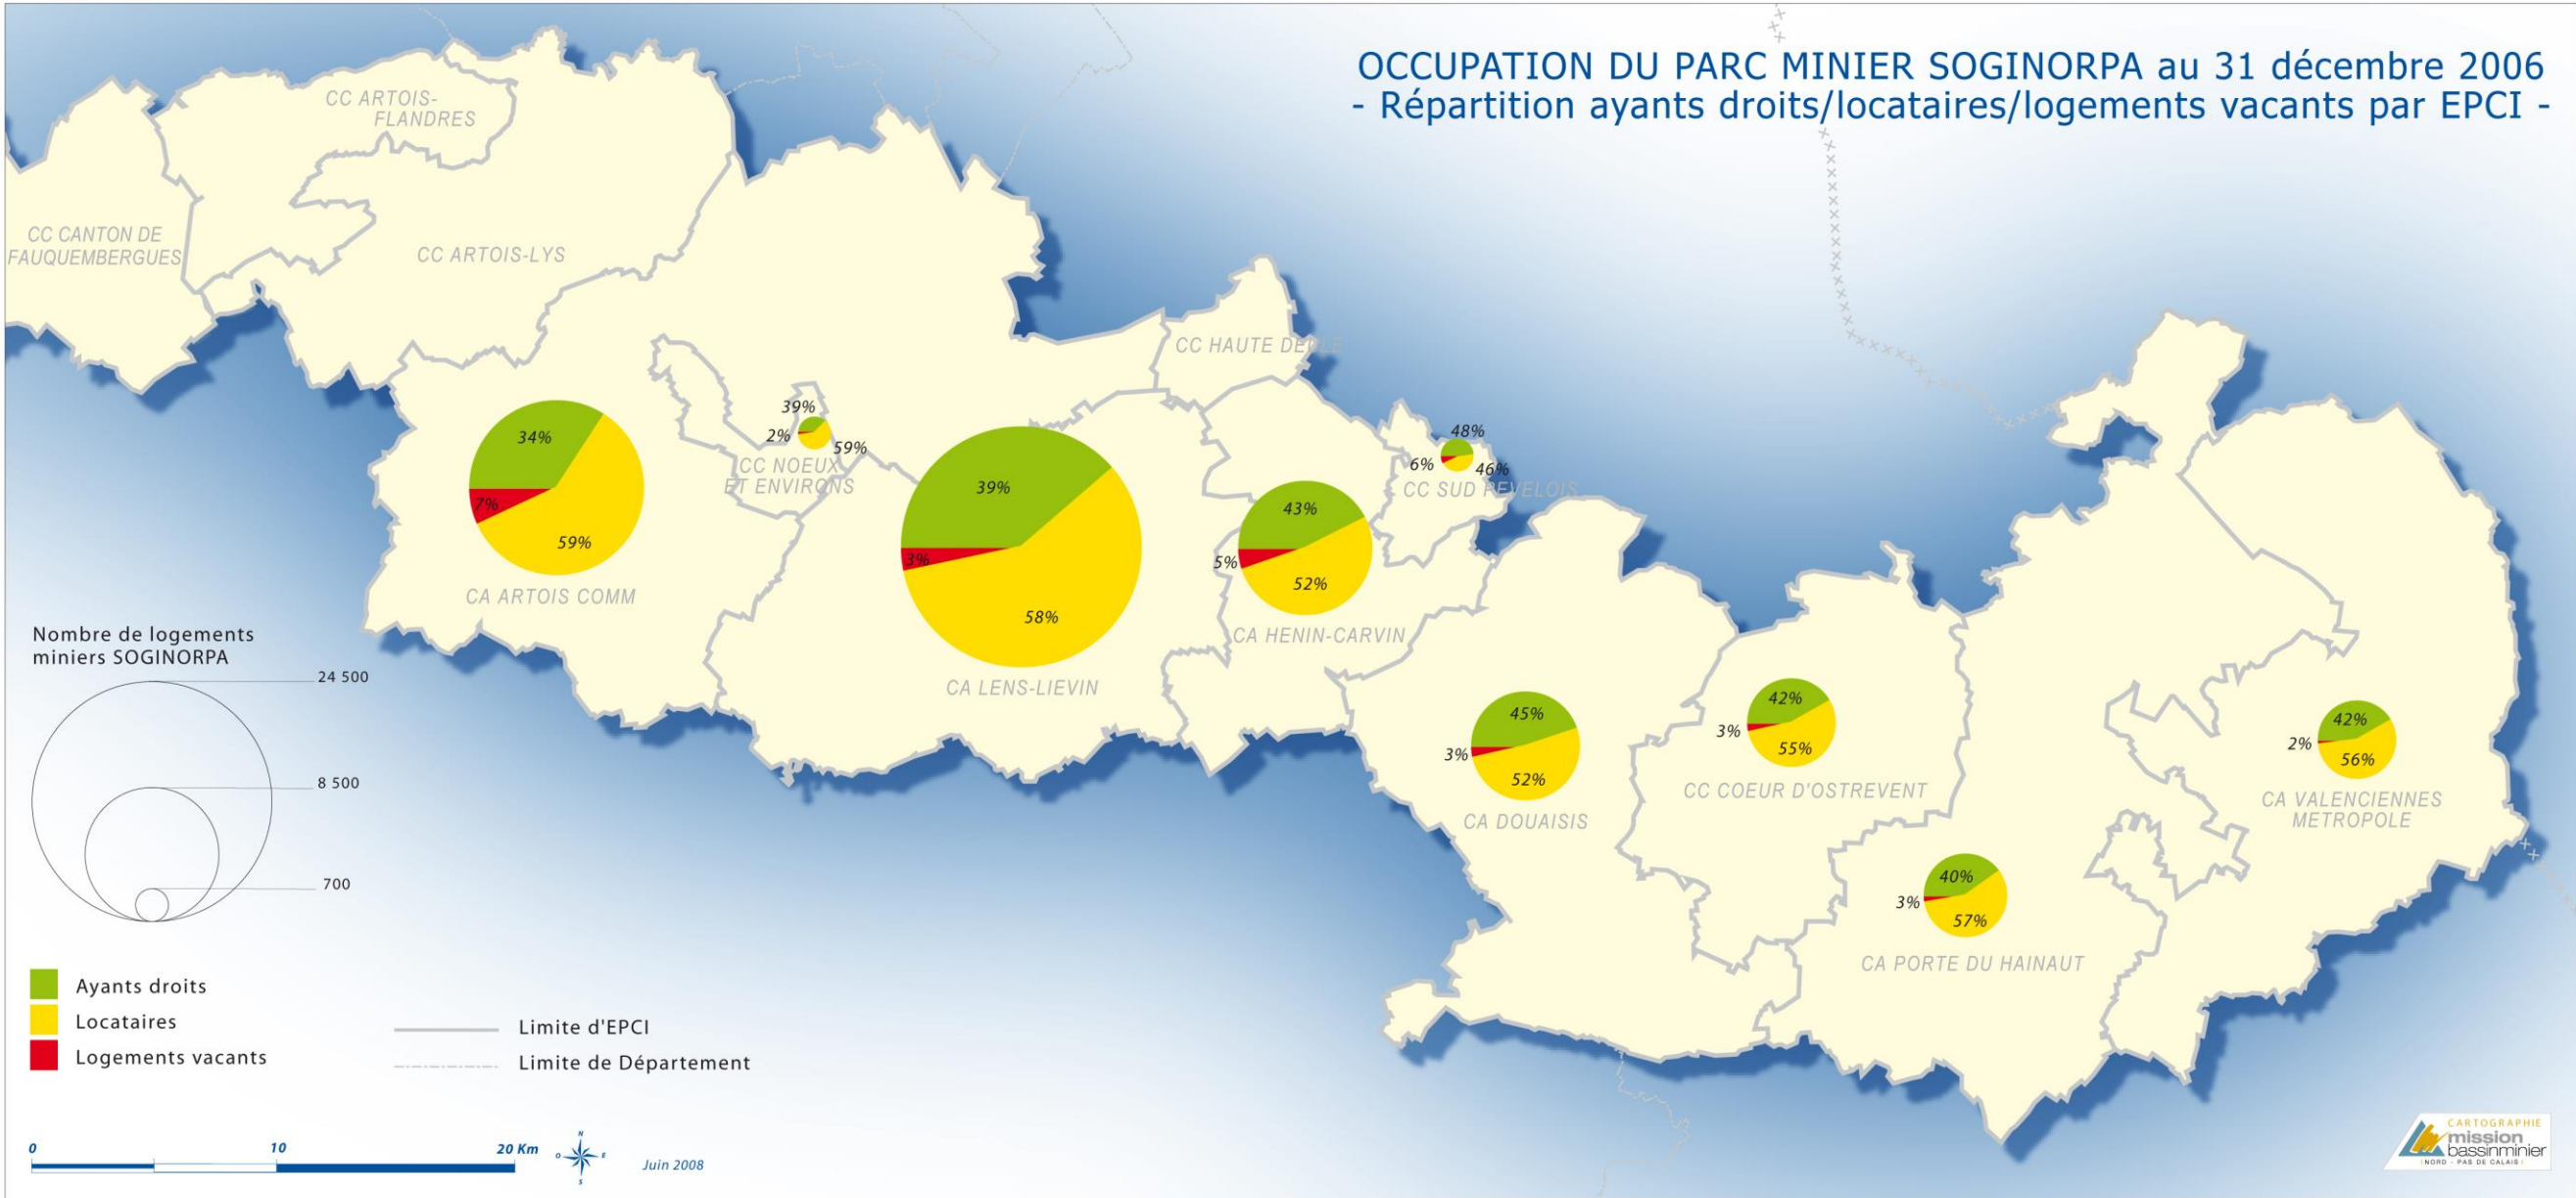 OCCUPATION DU PARC MINIER SOGINORPA au 31 décembre 2006
- Répartition ayants droits/locataires/logements vacants par EPCI -
CC ARTOIS-
FLANDRES
CC CANTON DE
FAUQUEMBERGUES
CC ARTOIS-LYS
CC HAUTE DEULE
34%
7%
59%
CA ARTOIS COMM
39%
2%
59%
CC NOEUX
ET ENVIRONS
39%
3%
58%
CA LENS-LIEVIN
43%
5%
52%
CA HENIN-CARVIN
48%
6%
46%
CC SUD PEVELOIS
45%
3%
52%
CA DOUAISIS
42%
3%
55%
CC COEUR D'OSTREVENT
40%
3%
57%
CA PORTE DU HAINAUT
42%
2%
56%
CA VALENCIENNES
METROPOLE
Nombre de logements
miniers SOGINORPA
24 500
8 500
700
Ayants droits
Locataires
Logements vacants
Limite d'EPCI
Limite de Département
0
10
20 Km
N
O
E
S
Juin 2008
CARTOGRAPHIE
mission
bassinminier
NORD - PAS DE CALAIS